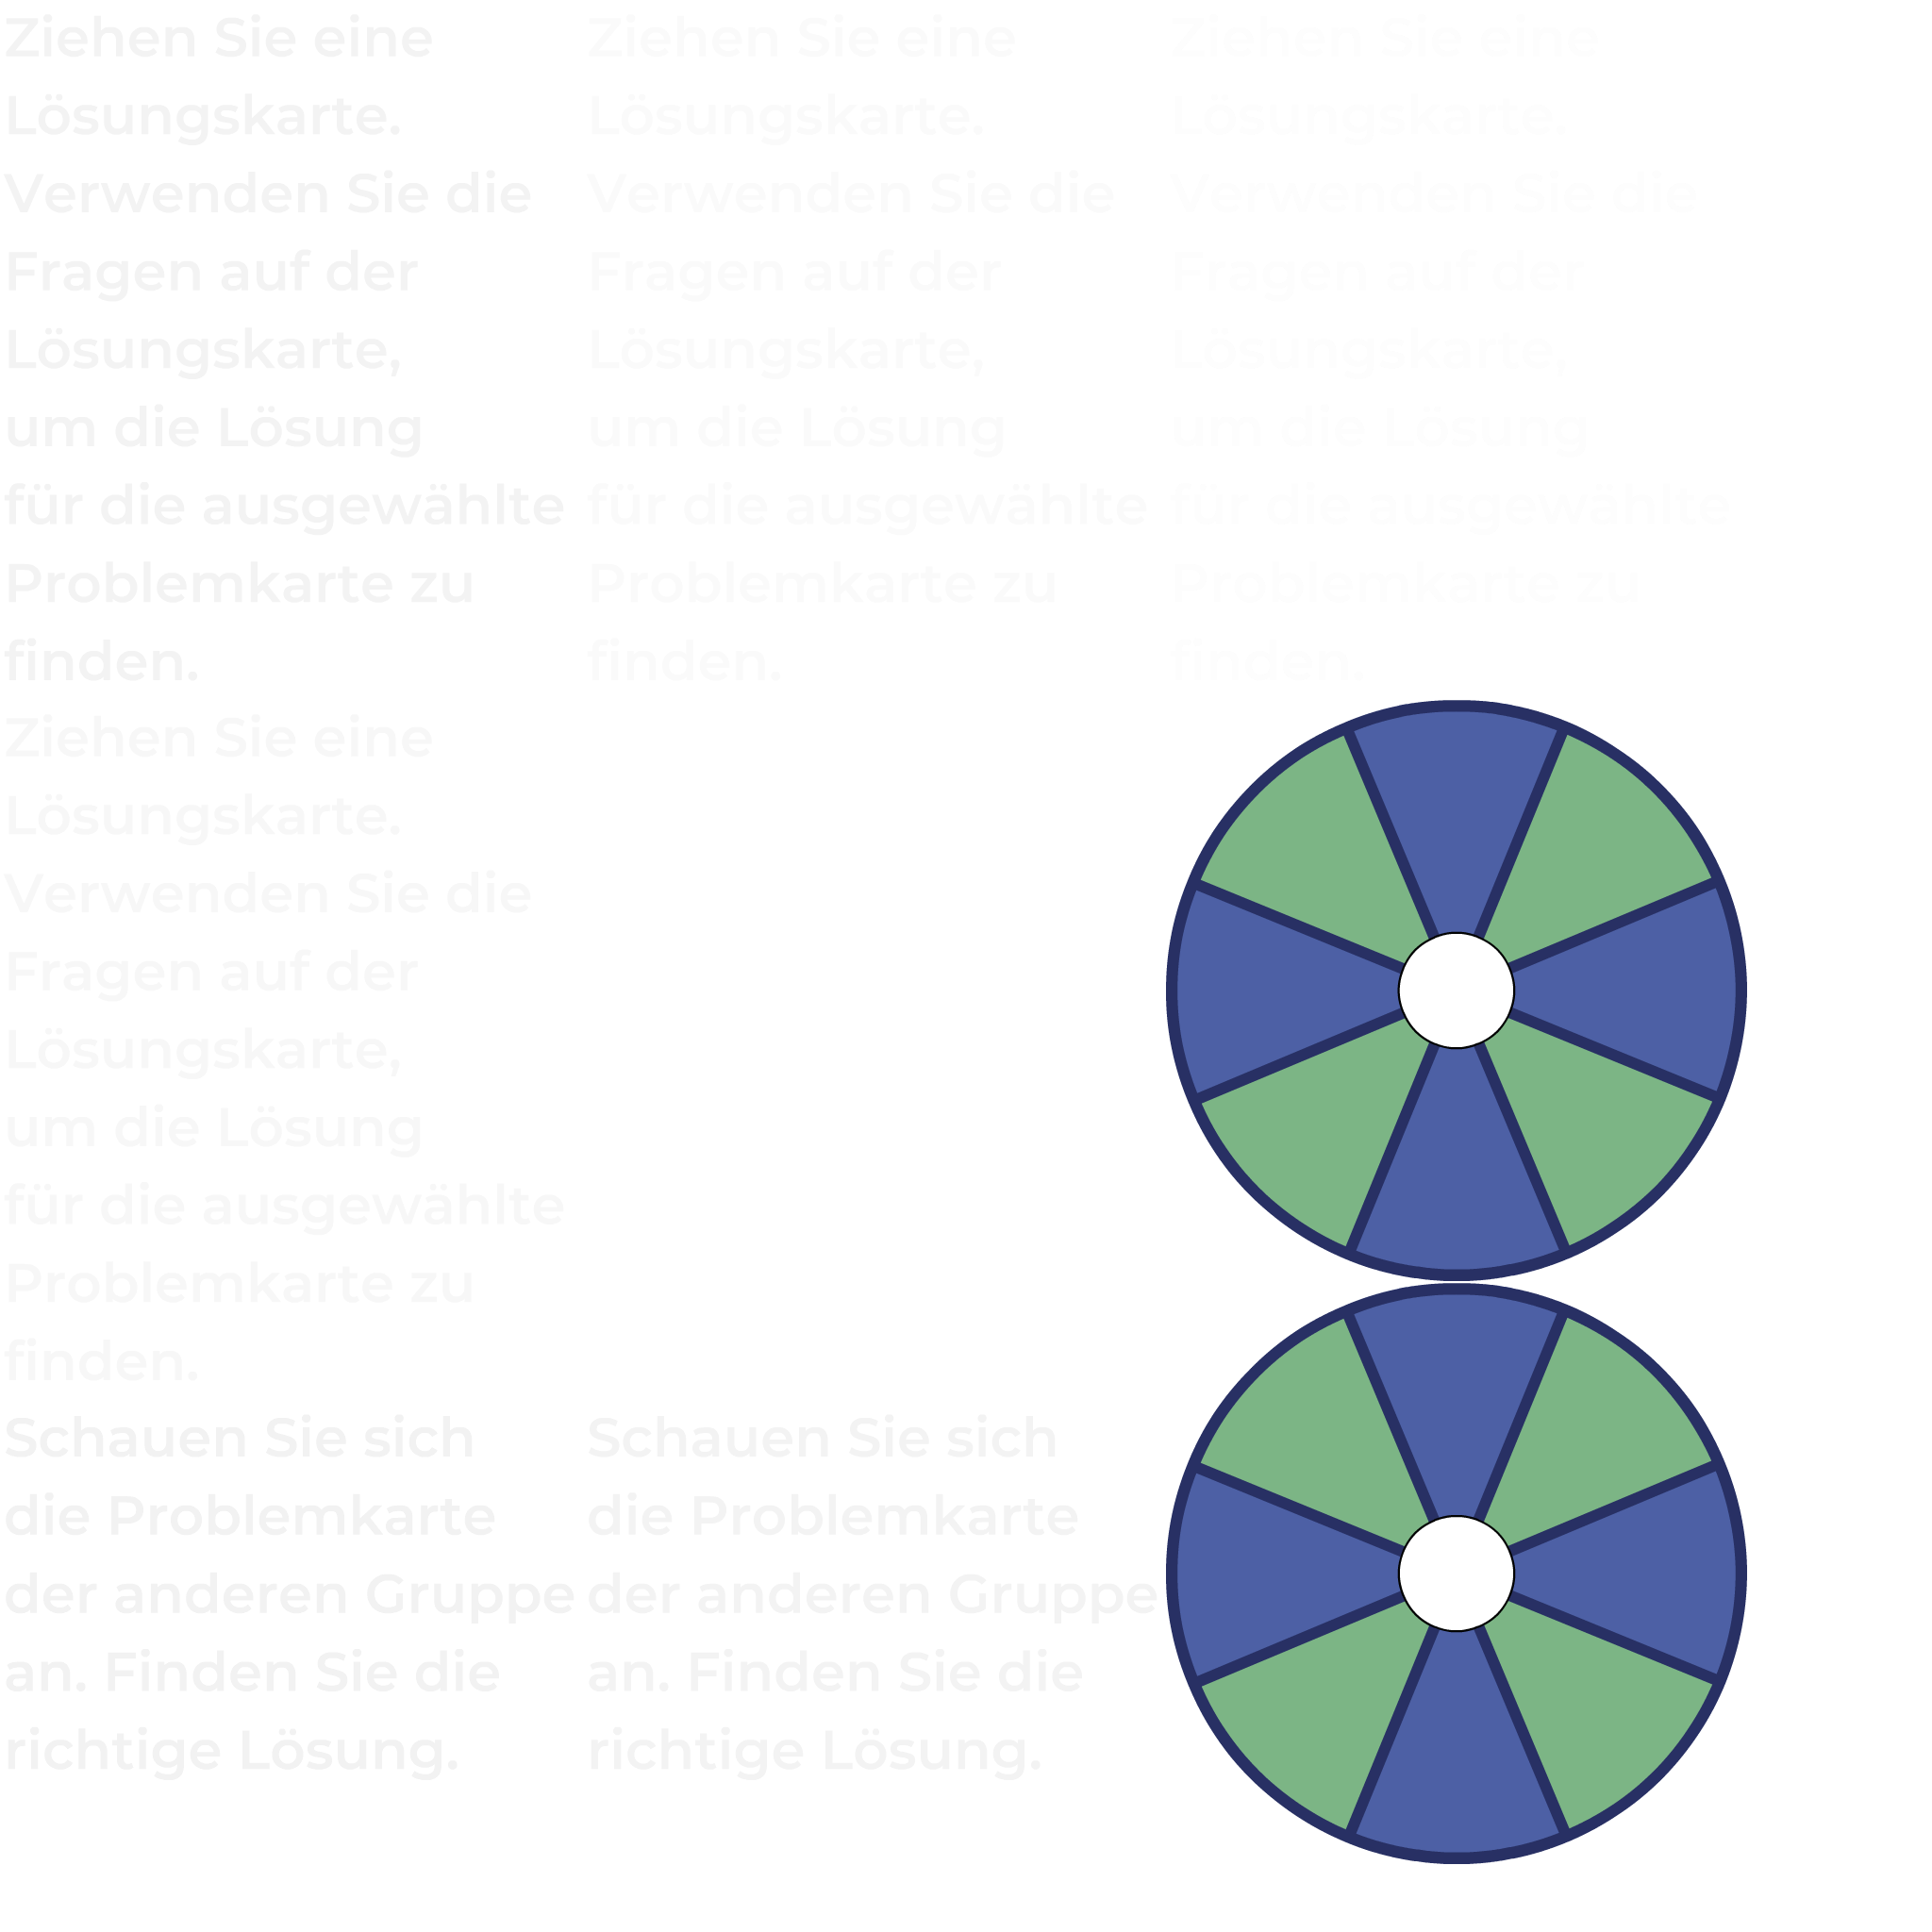 Ziehen Sie eine
Lösungskarte.
Verwenden Sie die
Fragen auf der
Lösungskarte,
um die Lösung
für die ausgewählte
Problemkarte zu
finden.
Ziehen Sie eine
Lösungskarte.
Verwenden Sie die
Fragen auf der
Lösungskarte,
um die Lösung
für die ausgewählte
Problemkarte zu
finden.
Ziehen Sie eine
Lösungskarte.
Verwenden Sie die
Fragen auf der
Lösungskarte,
um die Lösung
für die ausgewählte
Problemkarte zu
finden.
Ziehen Sie eine
Lösungskarte.
Verwenden Sie die
Fragen auf der
Lösungskarte,
um die Lösung
für die ausgewählte
Problemkarte zu
finden.
Schauen Sie sich
die Problemkarte
der anderen Gruppe
an. Finden Sie die
richtige Lösung.
Schauen Sie sich
die Problemkarte
der anderen Gruppe
an. Finden Sie die
richtige Lösung.